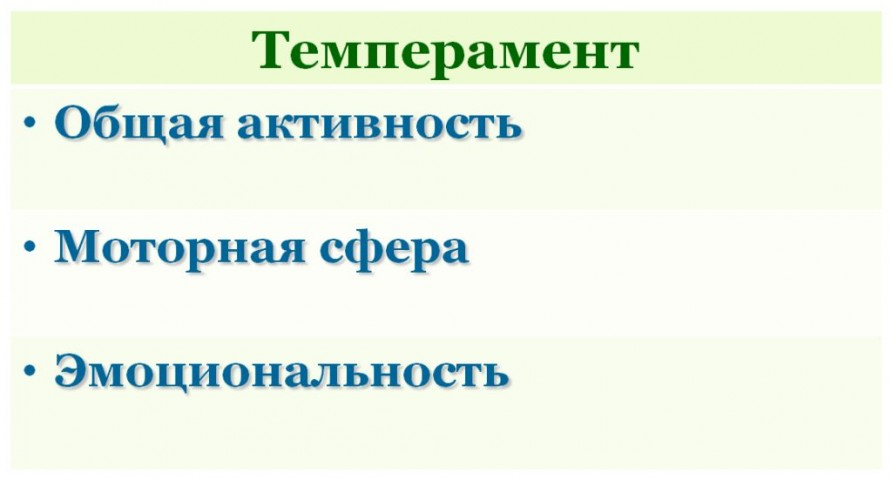 Темперамент
• Общая активность
• Моторная сфера
• Эмоциональность